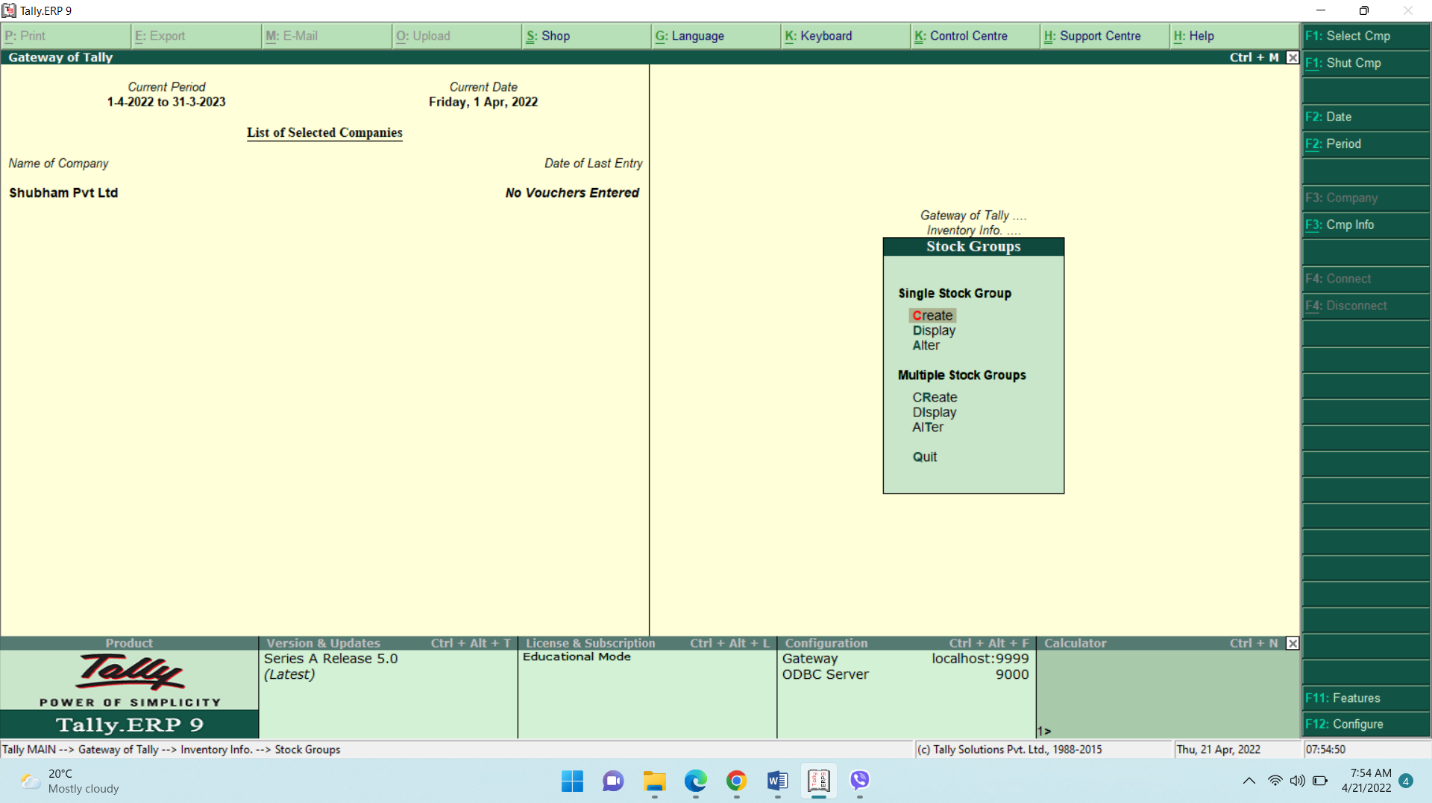 Tally.ERP 9
P: Print E: Export M: E-Mail O: Upload S: Shop G: Language K: Keyboard K: Control Centre H: Support Centre H: Help
Gateway of Tally Ctrl + M
Current Period Current Date
1-4-2022 to 31-3-2023 Friday, 1 Apr, 2022
List of Selected Companies
Name of Company Date of Last Entry
Shubham Pvt Ltd No Vouchers Entered
Gateway of Tally ....
Inventory Info. ....
Stock Groups
Single Stock Group
Create
Display
Alter
Multiple Stock Groups
CReate
DIsplay
AlTer
Quit
F1: Select Cmp
F1: Shut Cmp
F2: Date
F2: Period
F3: Company
F3: Cmp Info
F4: Connect
F4: Disconnect
F11: Features
F12: Configure
Product
Tally
POWER OF SIMPLICITY
Tally.ERP 9
Version & Updates Ctrl + Alt + T
Series A Release 5.0
(Latest)
License & Subscription Ctrl + Alt + L
Educational Mode
Configuration Ctrl + Alt + F
Gateway localhost:9999
ODBC Server 9000
Calculator Ctrl + N
1>
Tally MAIN --> Gateway of Tally --> Inventory Info. --> Stock Groups (c) Tally Solutions Pvt. Ltd., 1988-2015 Thu, 21 Apr, 2022 07:54:50
20°C
Mostly cloudy
7:54 AM
4/21/2022
4